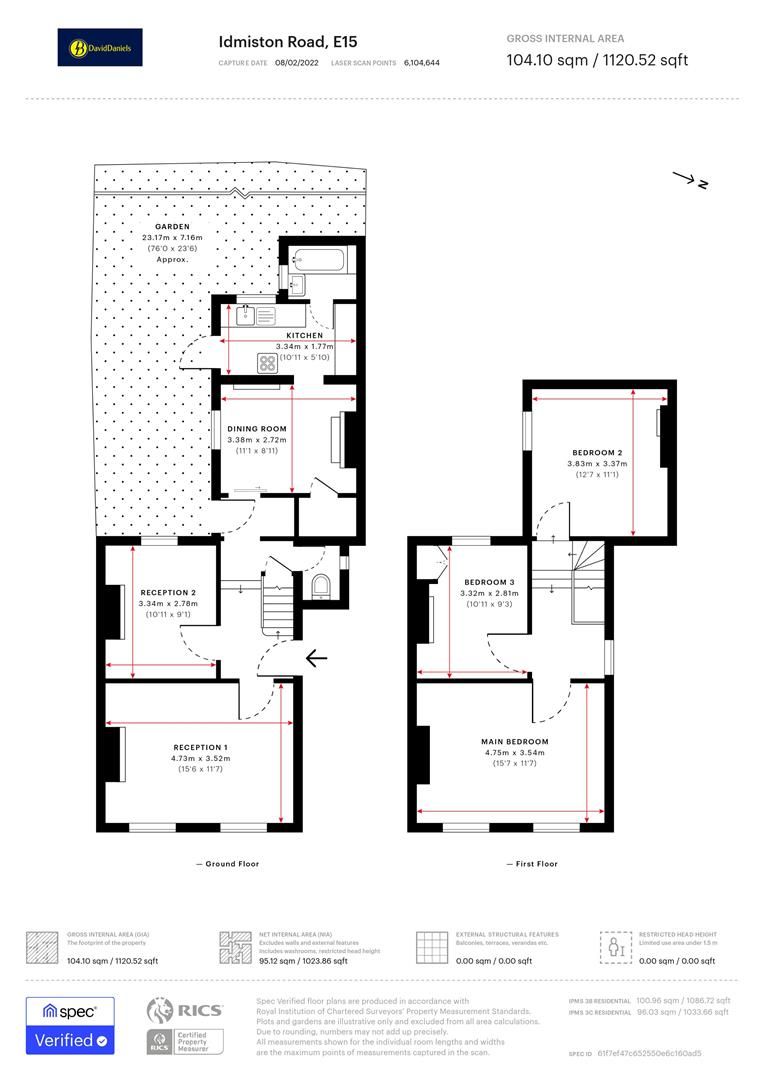 DavidDaniels
Idmiston Road, E15
CAPTURE DATE 08/02/2022 LASER SCAN POINTS 6,104,644
GROSS INTERNAL AREA
104.10 sqm / 1120.52 sqft
N
GARDEN
23.17m x 7.16m
(76'0 x 23'6)
Approx.
KITCHEN
3.34m x 1.77m
(10'11 x 5'10)
DINING ROOM
3.38m x 2.72m
(11'1 x 8'11)
BEDROOM 2
3.83m x 3.37m
(12'7 x 11'1)
RECEPTION 2
3.34m x 2.78m
(10'11 x 9'1)
BEDROOM 3
3.32m x 2.81m
(10'11 x 9'3)
RECEPTION 1
4.73m x 3.52m
(15'6 x 11'7)
MAIN BEDROOM
4.75m x 3.54m
(15'7 x 11'7)
— Ground Floor
— First Floor
GROSS INTERNAL AREA (GIA)
The footprint of the property
104.10 sqm / 1120.52 sqft
NET INTERNAL AREA (NIA)
Excludes walls and external features
Includes washrooms, restricted head height
95.12 sqm / 1023.86 sqft
EXTERNAL STRUCTURAL FEATURES
Balconies, terraces, verandas etc.
0.00 sqm / 0.00 sqft
RESTRICTED HEAD HEIGHT
Limited use area under 1.5 m
0.00 sqm / 0.00 sqft
spec
Verified
RICS
RICS
Certified
Property
Measurer
Spec Verified floor plans are produced in accordance with
Royal Institution of Chartered Surveyors' Property Measurement Standards.
Plots and gardens are illustrative only and excluded from all area calculations.
Due to rounding, numbers may not add up precisely.
All measurements shown for the individual room lengths and widths
are the maximum points of measurements captured in the scan.
IPMS 3B RESIDENTIAL 100.96 sqm / 1086.72 sqft
IPMS 3C RESIDENTIAL 96.03 sqm / 1033.66 sqft
SPEC ID 61f7ef47c652550e6c160ad5